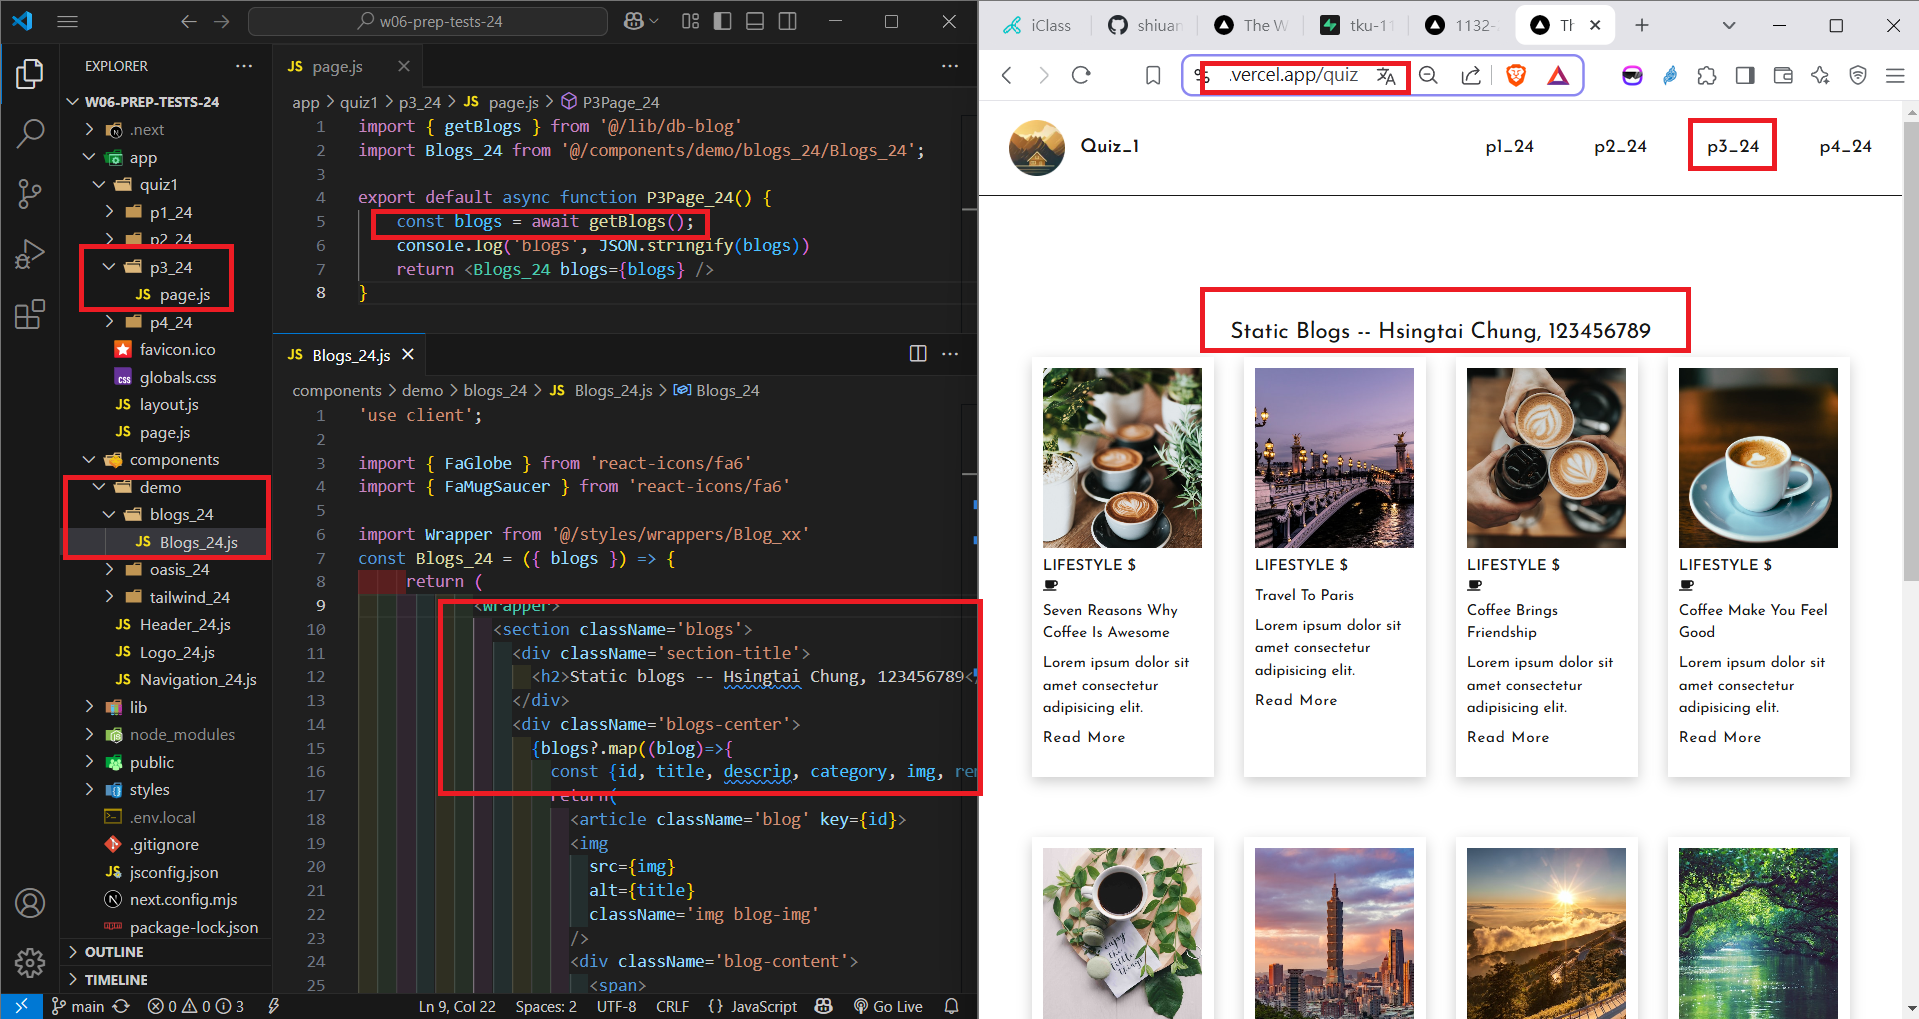 w06-prep-tests-24
EXPLORER
W06-PREP-TESTS-24
.next
app
quiz1
p1_24
p2_24
p3_24
page.js
p4_24
favicon.ico
globals.css
layout.js
page.js
components
demo
blogs_24
Blogs_24.js
oasis_24
tailwind_24
Header_24.js
Logo_24.js
Navigation_24.js
lib
node_modules
public
styles
.env.local
.gitignore
jsconfig.json
next.config.mjs
package-lock.json
OUTLINE
TIMELINE
page.js
app > quiz1 > p3_24 > JS page.js > P3Page_24
1 import { getBlogs } from '@/lib/db-blog'
2 import Blogs_24 from '@/components/demo/blogs_24/Blogs_24';
3
4 export default async function P3Page_24() {
5 const blogs = await getBlogs();
6 console.log('blogs', JSON.stringify(blogs))
7 return <Blogs_24 blogs={blogs} />
8 }
JS Blogs_24.js
components > demo > blogs_24 > JS Blogs_24.js > Blogs_24
1 'use client';
2
3 import { FaGlobe } from 'react-icons/fa6'
4 import { FaMugSaucer } from 'react-icons/fa6'
5
6 import Wrapper from '@/styles/wrappers/Blog_xx'
7 const Blogs_24 = ({ blogs }) => {
8 return (
9 <Wrapper>
10 <section className='blogs'>
11 <div className='section-title'>
12 <h2>Static blogs -- Hsingtai Chung, 123456789</
13 </div>
14 <div className='blogs-center'>
15 {blogs?.map((blog)=>{
16 const {id, title, descrip, category, img, rem
17 return(
18 <article className='blog' key={id}>
19 <img
20 src={img}
21 alt={title}
22 className='img blog-img'
23 />
24 <div className='blog-content'>
25 <span>
main 0 0 3 Ln 9, Col 22 Spaces: 2 UTF-8 CRLF {} JavaScript Go Live
iClass shiuan The W tku-11 1132- Th
.vercel.app/quiz
Quiz_1 p1_24 p2_24 p3_24 p4_24
Static Blogs -- Hsingtai Chung, 123456789
LIFESTYLE $
Seven Reasons Why
Coffee Is Awesome
Lorem ipsum dolor sit
amet consectetur
adipisicing elit.
Read More
LIFESTYLE $
Travel To Paris
Lorem ipsum dolor sit
amet consectetur
adipisicing elit.
Read More
LIFESTYLE $
Coffee Brings
Friendship
Lorem ipsum dolor sit
amet consectetur
adipisicing elit.
Read More
LIFESTYLE $
Coffee Make You Feel
Good
Lorem ipsum dolor sit
amet consectetur
adipisicing elit.
Read More